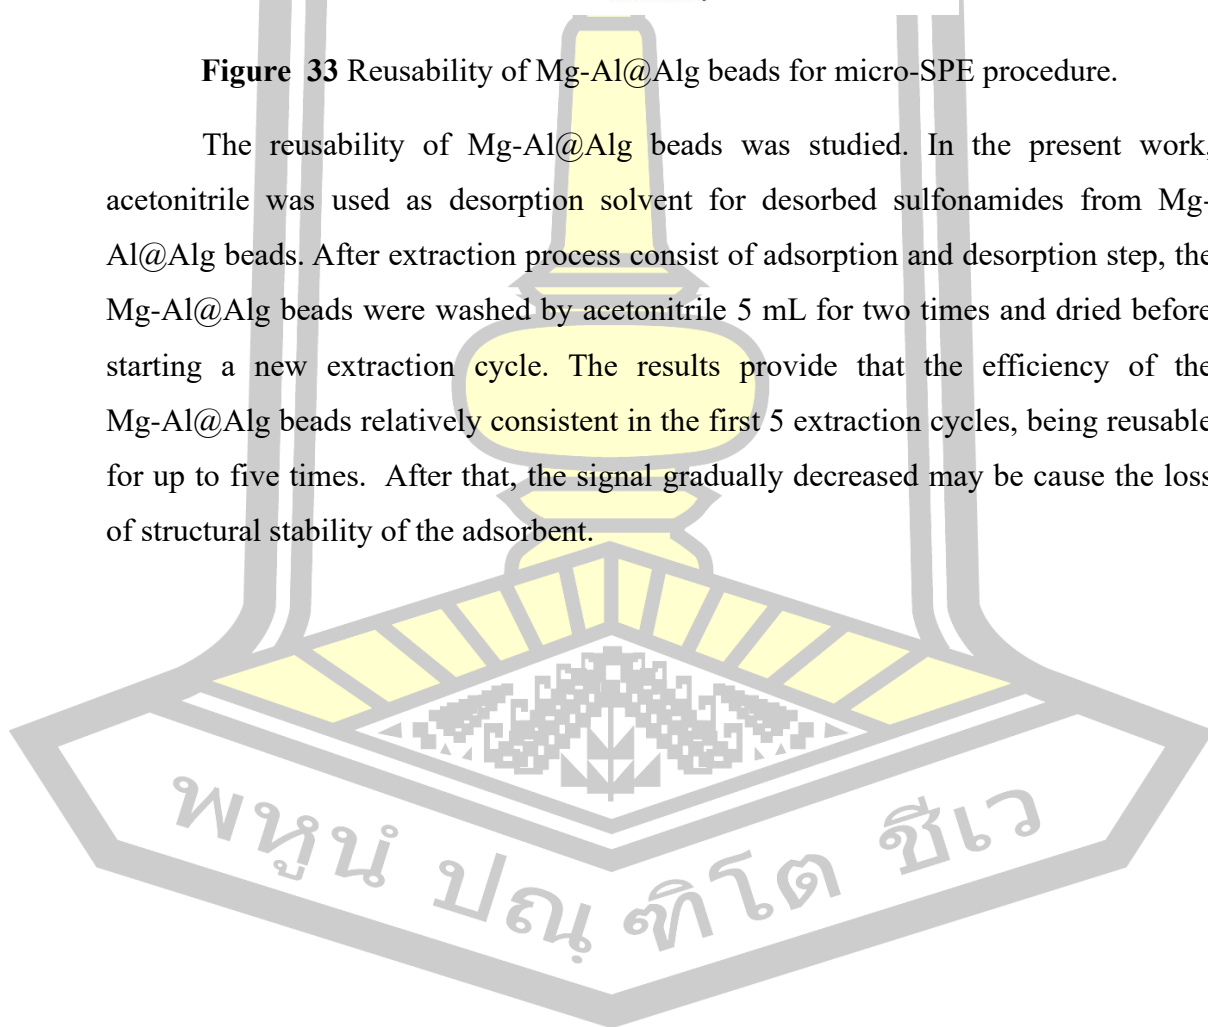 Figure 33 Reusability of Mg-Al@Alg beads for micro-SPE procedure.
The reusability of Mg-Al@Alg beads was studied. In the present work,
acetonitrile was used as desorption solvent for desorbed sulfonamides from Mg-
Al@Alg beads. After extraction process consist of adsorption and desorption step, the
Mg-Al@Alg beads were washed by acetonitrile 5 mL for two times and dried before
starting a new extraction cycle. The results provide that the efficiency of the
Mg-Al@Alg beads relatively consistent in the first 5 extraction cycles, being reusable
for up to five times. After that, the signal gradually decreased may be cause the loss
of structural stability of the adsorbent.
พหูนํ ปณฺฑิโต ชีเว